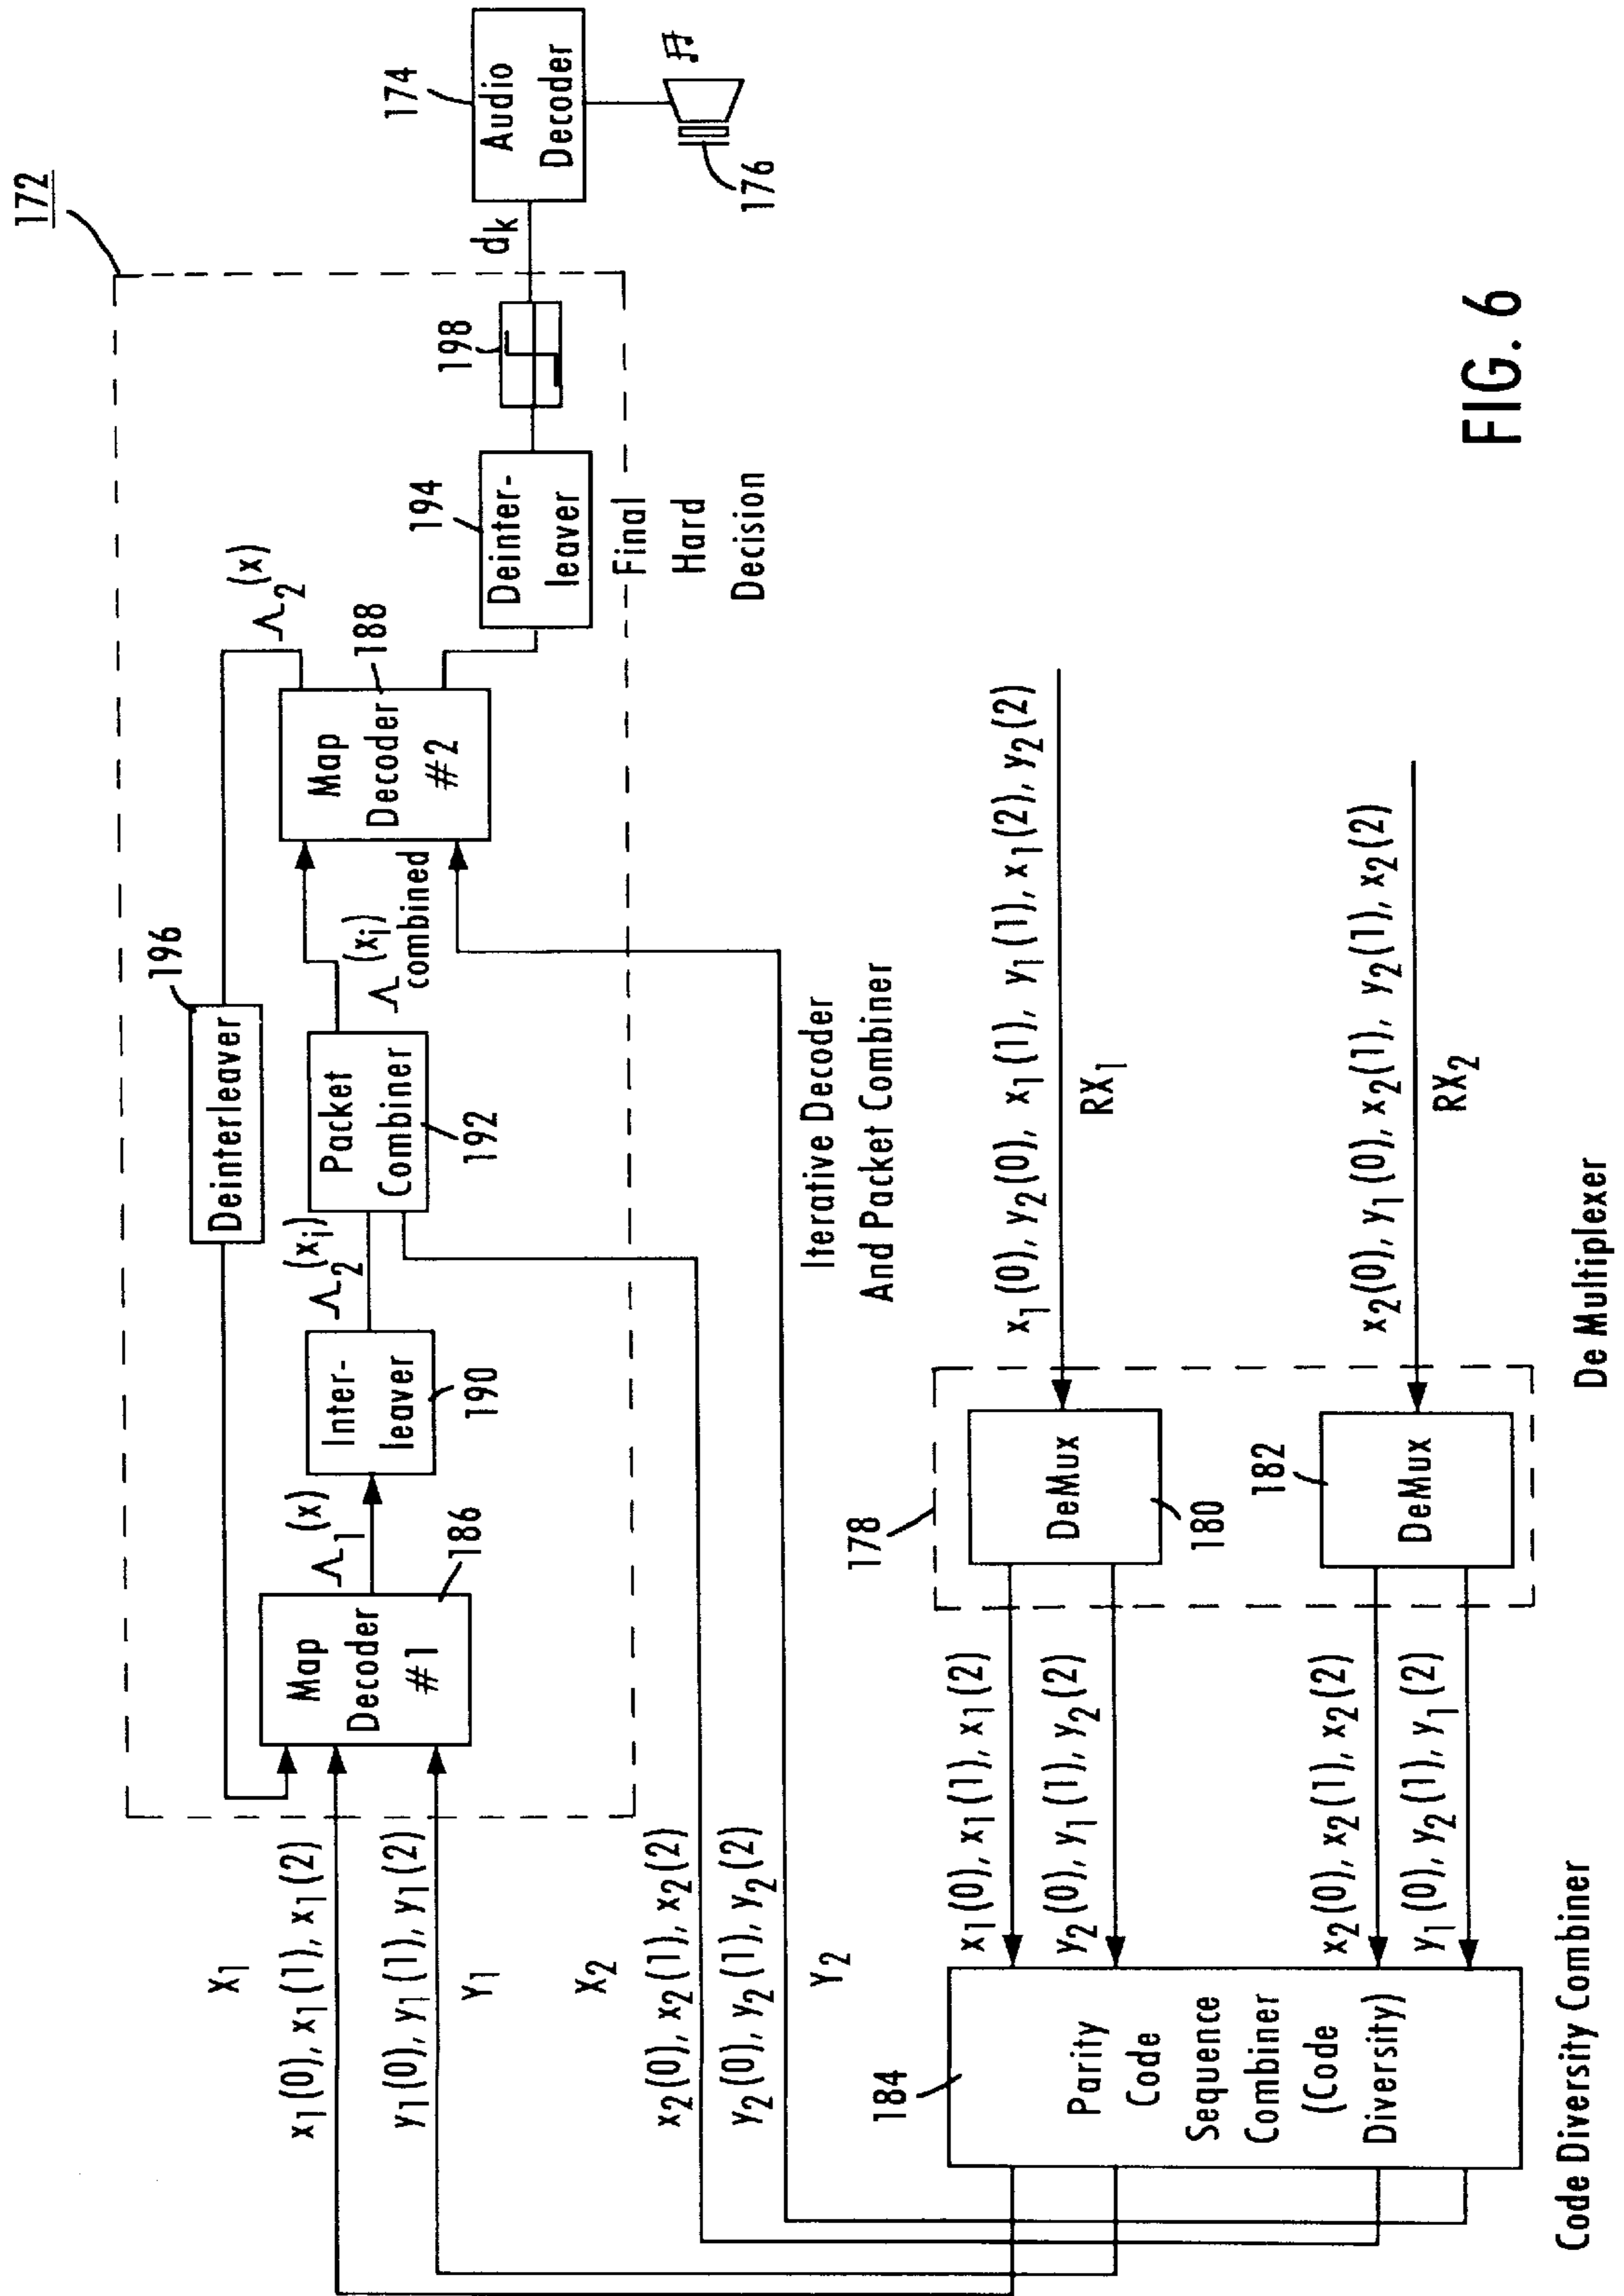 172
196
Deinterleaver
Λ2(x)
Map
Decoder
#1
186
Λ1(x)
Inter-
leaver
190
Λ2(xi)
Packet
Combiner
192
Λ(xi)
combined
Map
Decoder
#2
188
194
Deinter-
leaver
198
dk
174
Audio
Decoder
176
Final
Hard
Decision
X1
x1(0), x1(1), x1(2)
y1(0), y1(1), y1(2)
Y1
X2
x2(0), x2(1), x2(2)
y2(0), y2(1), y2(2)
Y2
Iterative Decoder
And Packet Combiner
184
Parity
Code
Sequence
Combiner
(Code
Diversity)
Code Diversity Combiner
x1(0), x1(1), x1(2)
y2(0), y1(1), y2(2)
x2(0), x2(1), x2(2)
y1(0), y2(1), y1(2)
178
DeMux
180
182
DeMux
De Multiplexer
x1(0), y2(0), x1(1), y1(1), x1(2), y2(2)
RX1
x2(0), y1(0), x2(1), y2(1), x2(2)
RX2
FIG. 6